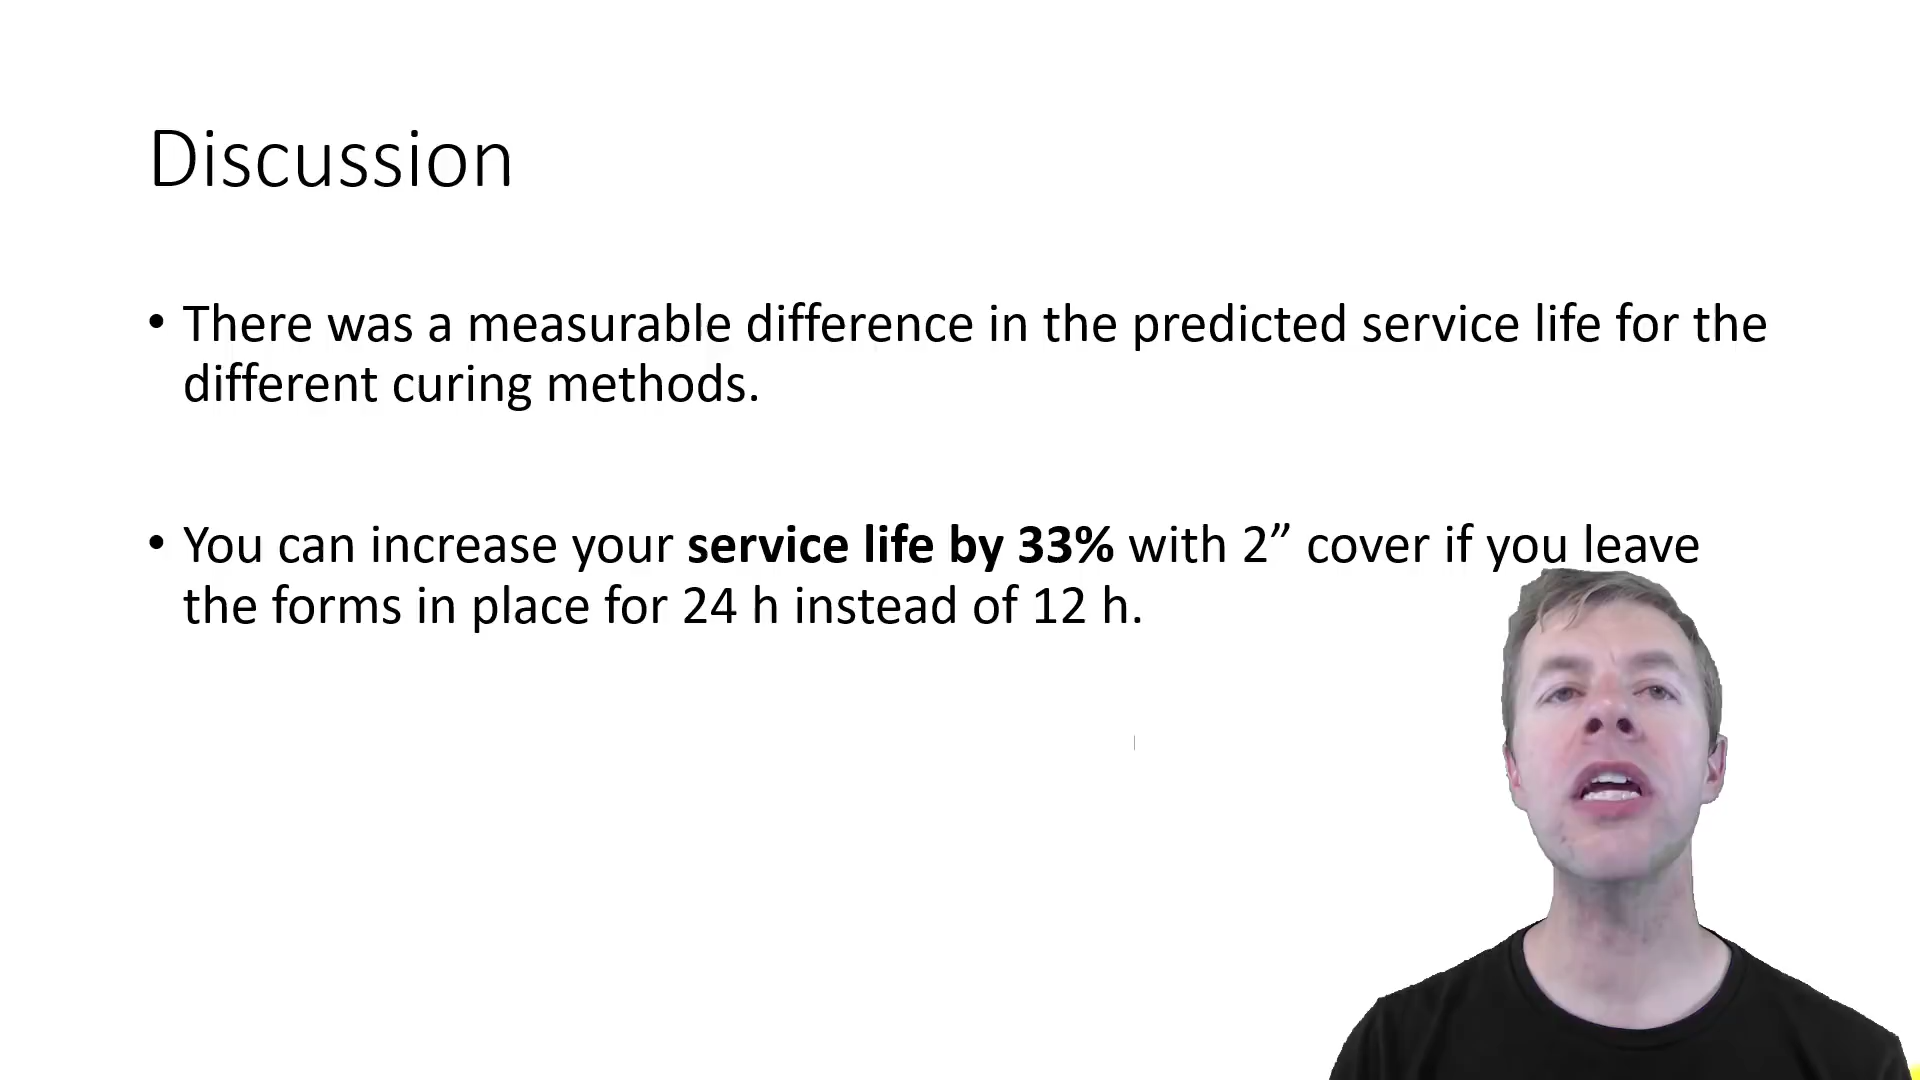 Discussion
• There was a measurable difference in the predicted service life for the
different curing methods.
• You can increase your service life by 33% with 2” cover if you leave
the forms in place for 24 h instead of 12 h.